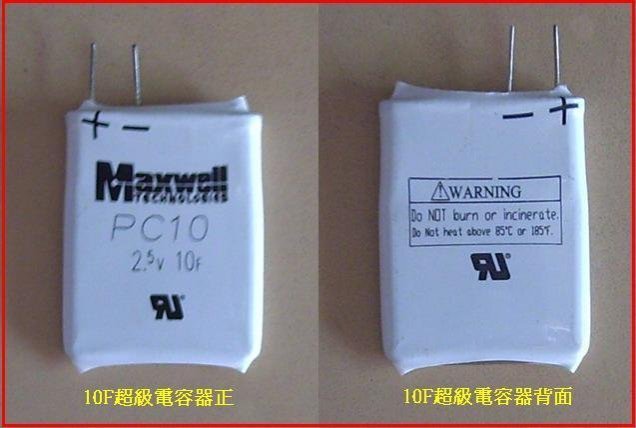 + −
Maxwell
TECHNOLOGIES
PC10
2.5V 10F
RU
10F超級電容器正
− +
⚠WARNING
Do NOT burn or incinerate.
Do Not heat above 85°C or 185°F.
RU
10F超級電容器背面